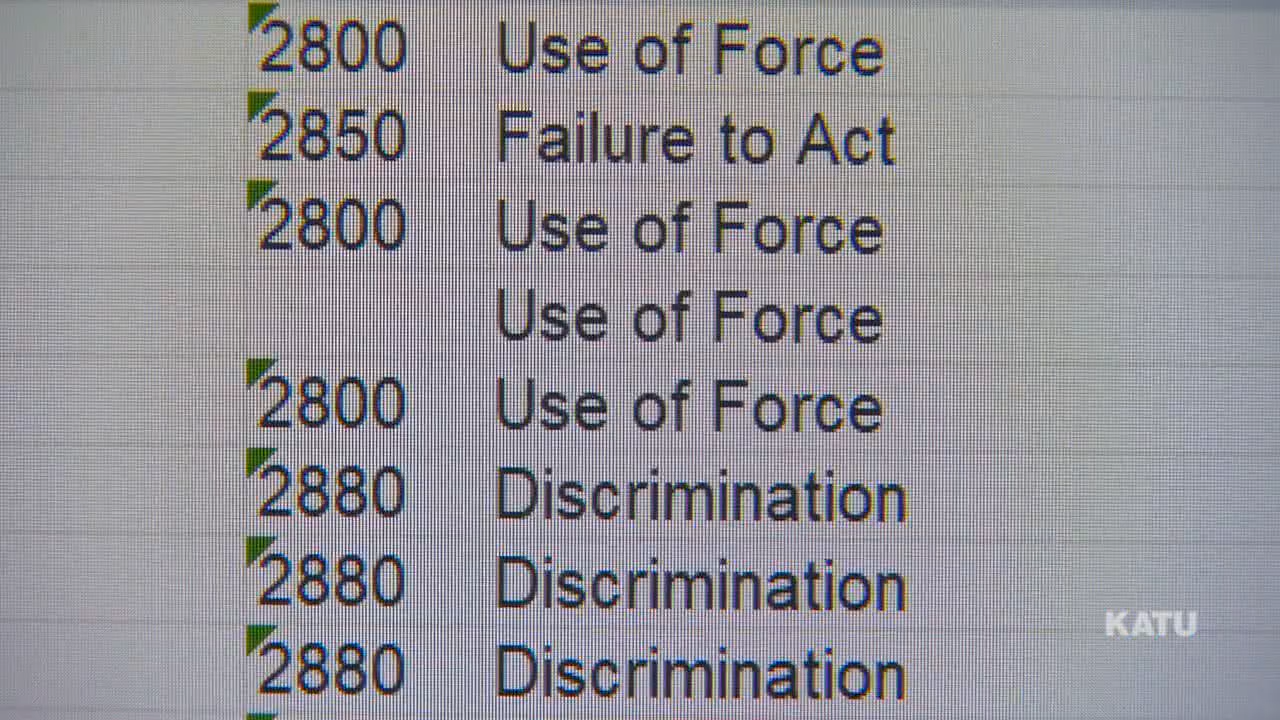 2800 Use of Force
2850 Failure to Act
2800 Use of Force
Use of Force
2800 Use of Force
2880 Discrimination
2880 Discrimination
2880 Discrimination
KATU